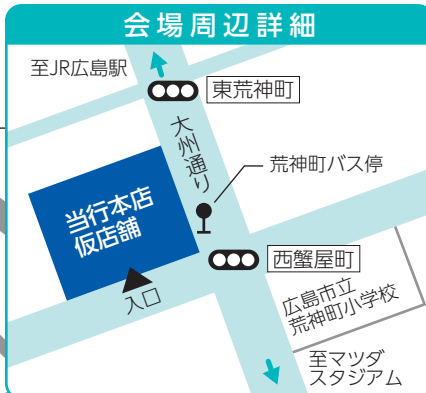 会場周辺詳細
至JR広島駅
東荒神町
大州通り
荒神町バス停
当行本店
仮店舗
西蟹屋町
入口
広島市立
荒神町小学校
至マツダ
スタジアム